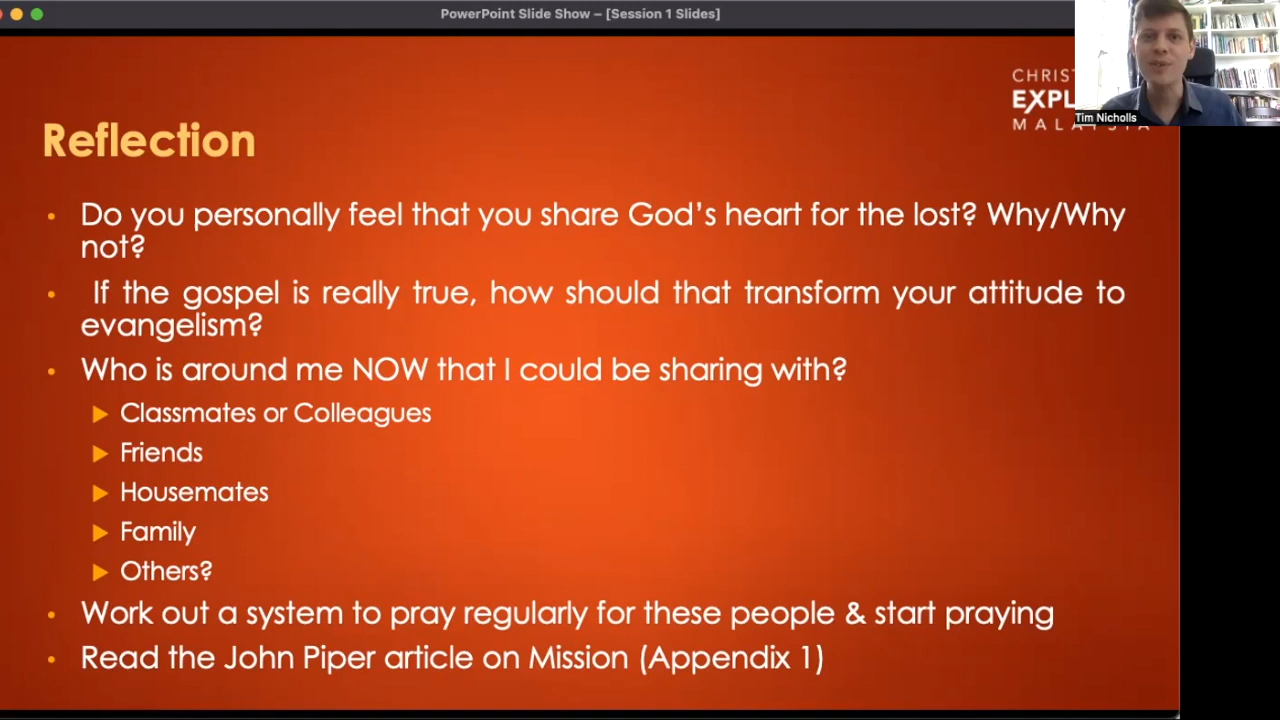 PowerPoint Slide Show – [Session 1 Slides]
CHRIST
EXPL
MALAYSIA
Tim Nicholls
Reflection
• Do you personally feel that you share God's heart for the lost? Why/Why
not?
• If the gospel is really true, how should that transform your attitude to
evangelism?
• Who is around me NOW that I could be sharing with?
▶ Classmates or Colleagues
▶ Friends
▶ Housemates
▶ Family
▶ Others?
• Work out a system to pray regularly for these people & start praying
• Read the John Piper article on Mission (Appendix 1)